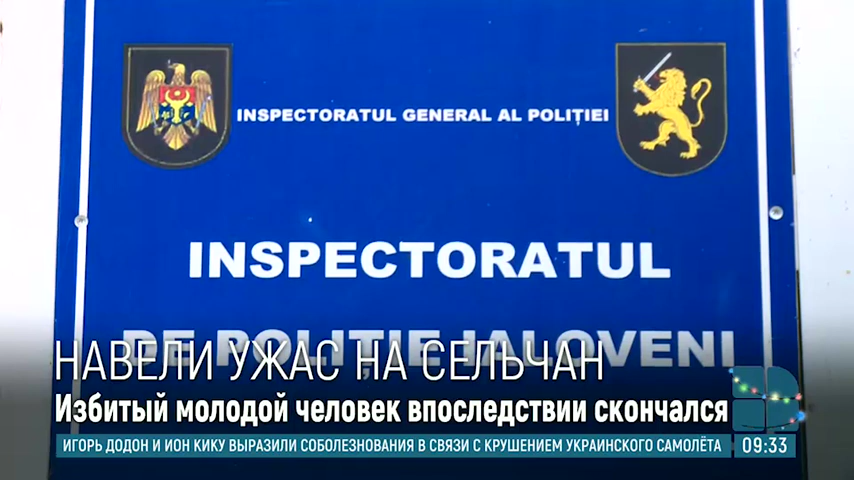 INSPECTORATUL GENERAL AL POLIȚIEI
INSPECTORATUL
DE POLIȚIE IALOVENI
НАВЕЛИ УЖАС НА СЕЛЬЧАН
Избитый молодой человек впоследствии скончался
ИГОРЬ ДОДОН И ИОН КИКУ ВЫРАЗИЛИ СОБОЛЕЗНОВАНИЯ В СВЯЗИ С КРУШЕНИЕМ УКРАИНСКОГО САМОЛЁТА
09:33